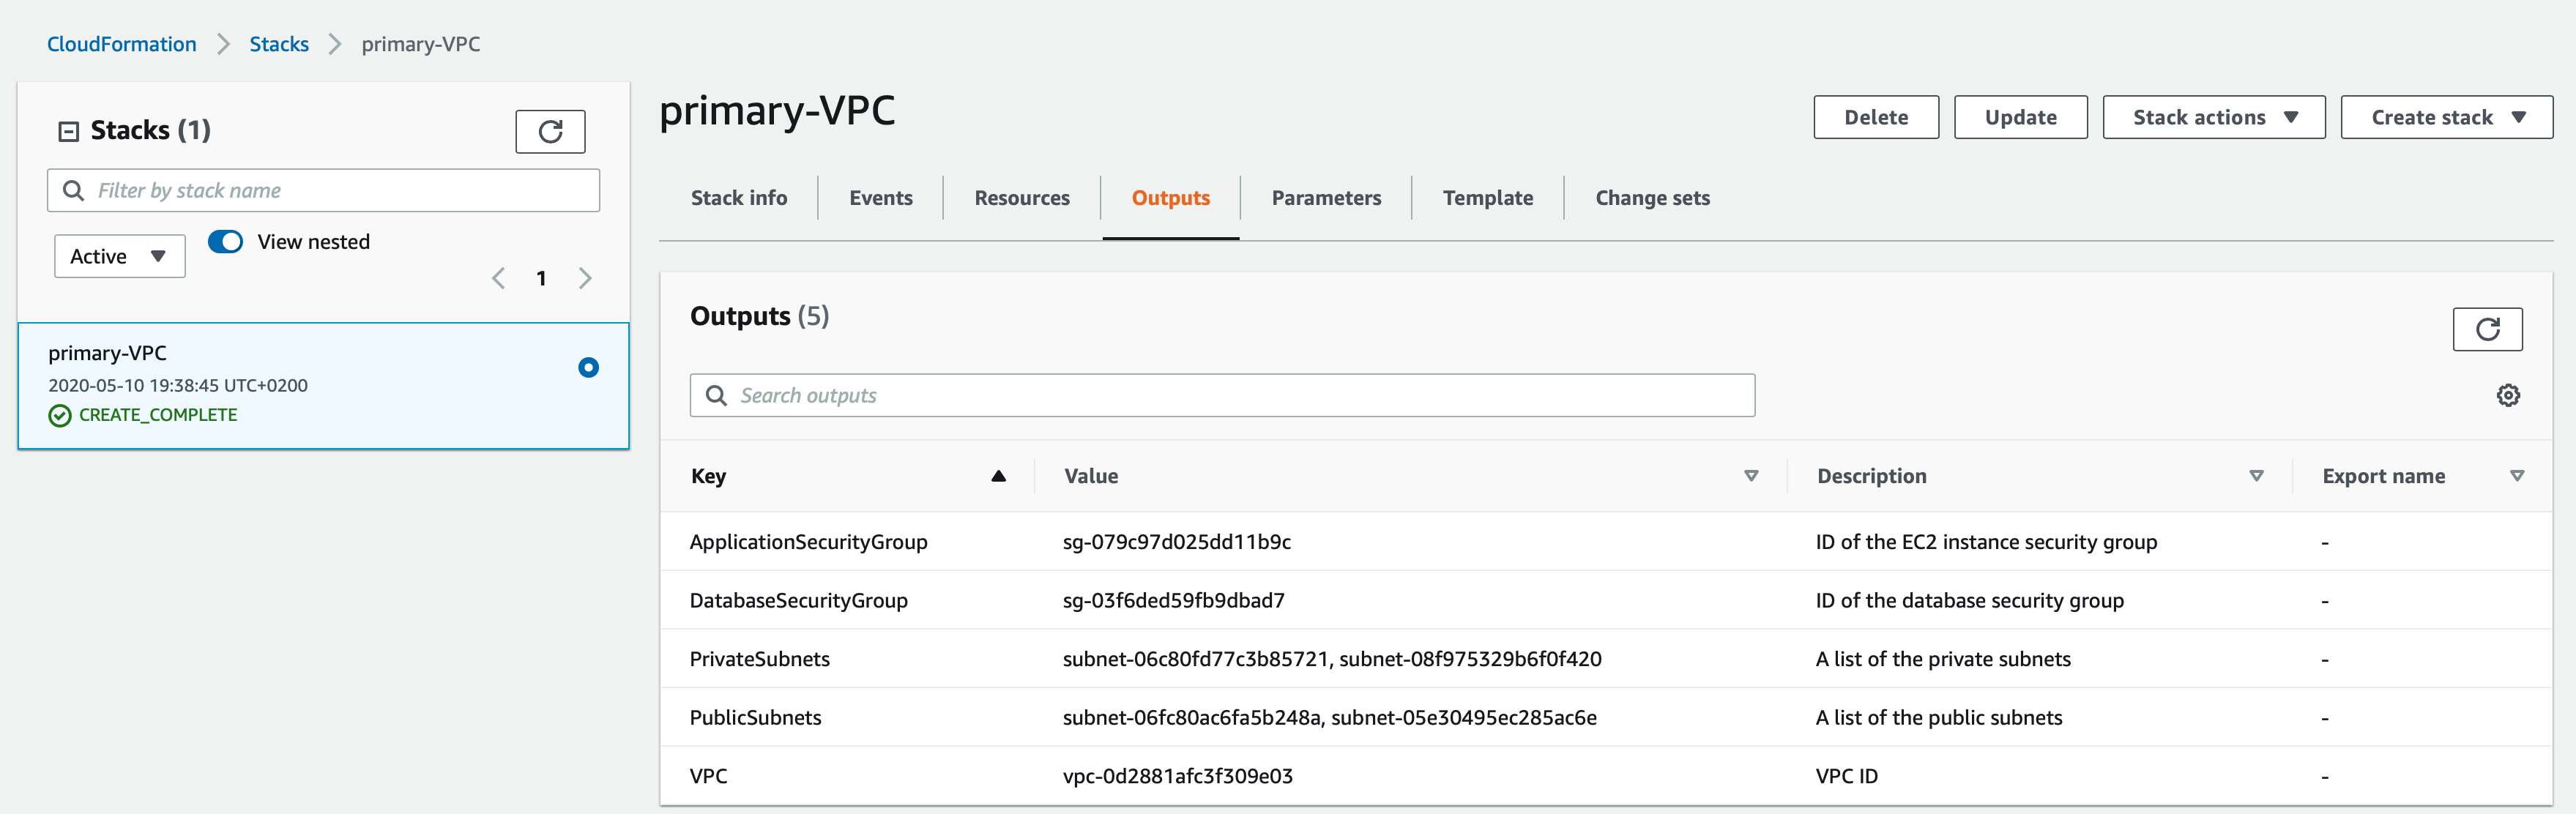 CloudFormation > Stacks > primary-VPC
Stacks (1)
Filter by stack name
Active
View nested
1
primary-VPC
2020-05-10 19:38:45 UTC+0200
CREATE_COMPLETE
primary-VPC
Delete Update Stack actions Create stack
Stack info Events Resources Outputs Parameters Template Change sets
Outputs (5)
Search outputs
Key Value Description Export name
ApplicationSecurityGroup sg-079c97d025dd11b9c ID of the EC2 instance security group -
DatabaseSecurityGroup sg-03f6ded59fb9dbad7 ID of the database security group -
PrivateSubnets subnet-06c80fd77c3b85721, subnet-08f975329b6f0f420 A list of the private subnets -
PublicSubnets subnet-06fc80ac6fa5b248a, subnet-05e30495ec285ac6e A list of the public subnets -
VPC vpc-0d2881afc3f309e03 VPC ID -